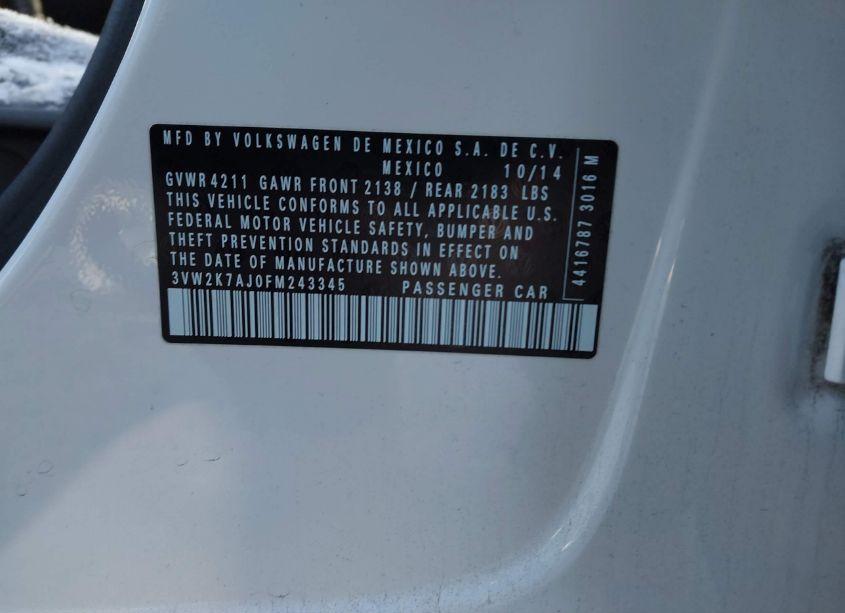 MFD BY VOLKSWAGEN DE MEXICO S.A. DE C.V.
MEXICO 10/14
GVWR 4211 GAWR FRONT 2138 / REAR 2183 LBS
THIS VEHICLE CONFORMS TO ALL APPLICABLE U.S.
FEDERAL MOTOR VEHICLE SAFETY, BUMPER AND
THEFT PREVENTION STANDARDS IN EFFECT ON
THE DATE OF MANUFACTURE SHOWN ABOVE.
3VW2K7AJ0FM243345 PASSENGER CAR
4416787 3016 M